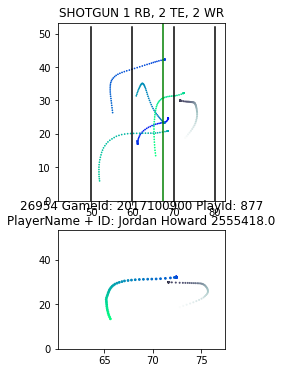 SHOTGUN 1 RB, 2 TE, 2 WR
50
40
30
20
10
0
50 60 70 80
26954 GameId: 2017100900 PlayId: 877
PlayerName + ID: Jordan Howard 2555418.0
40
20
0
65 70 75